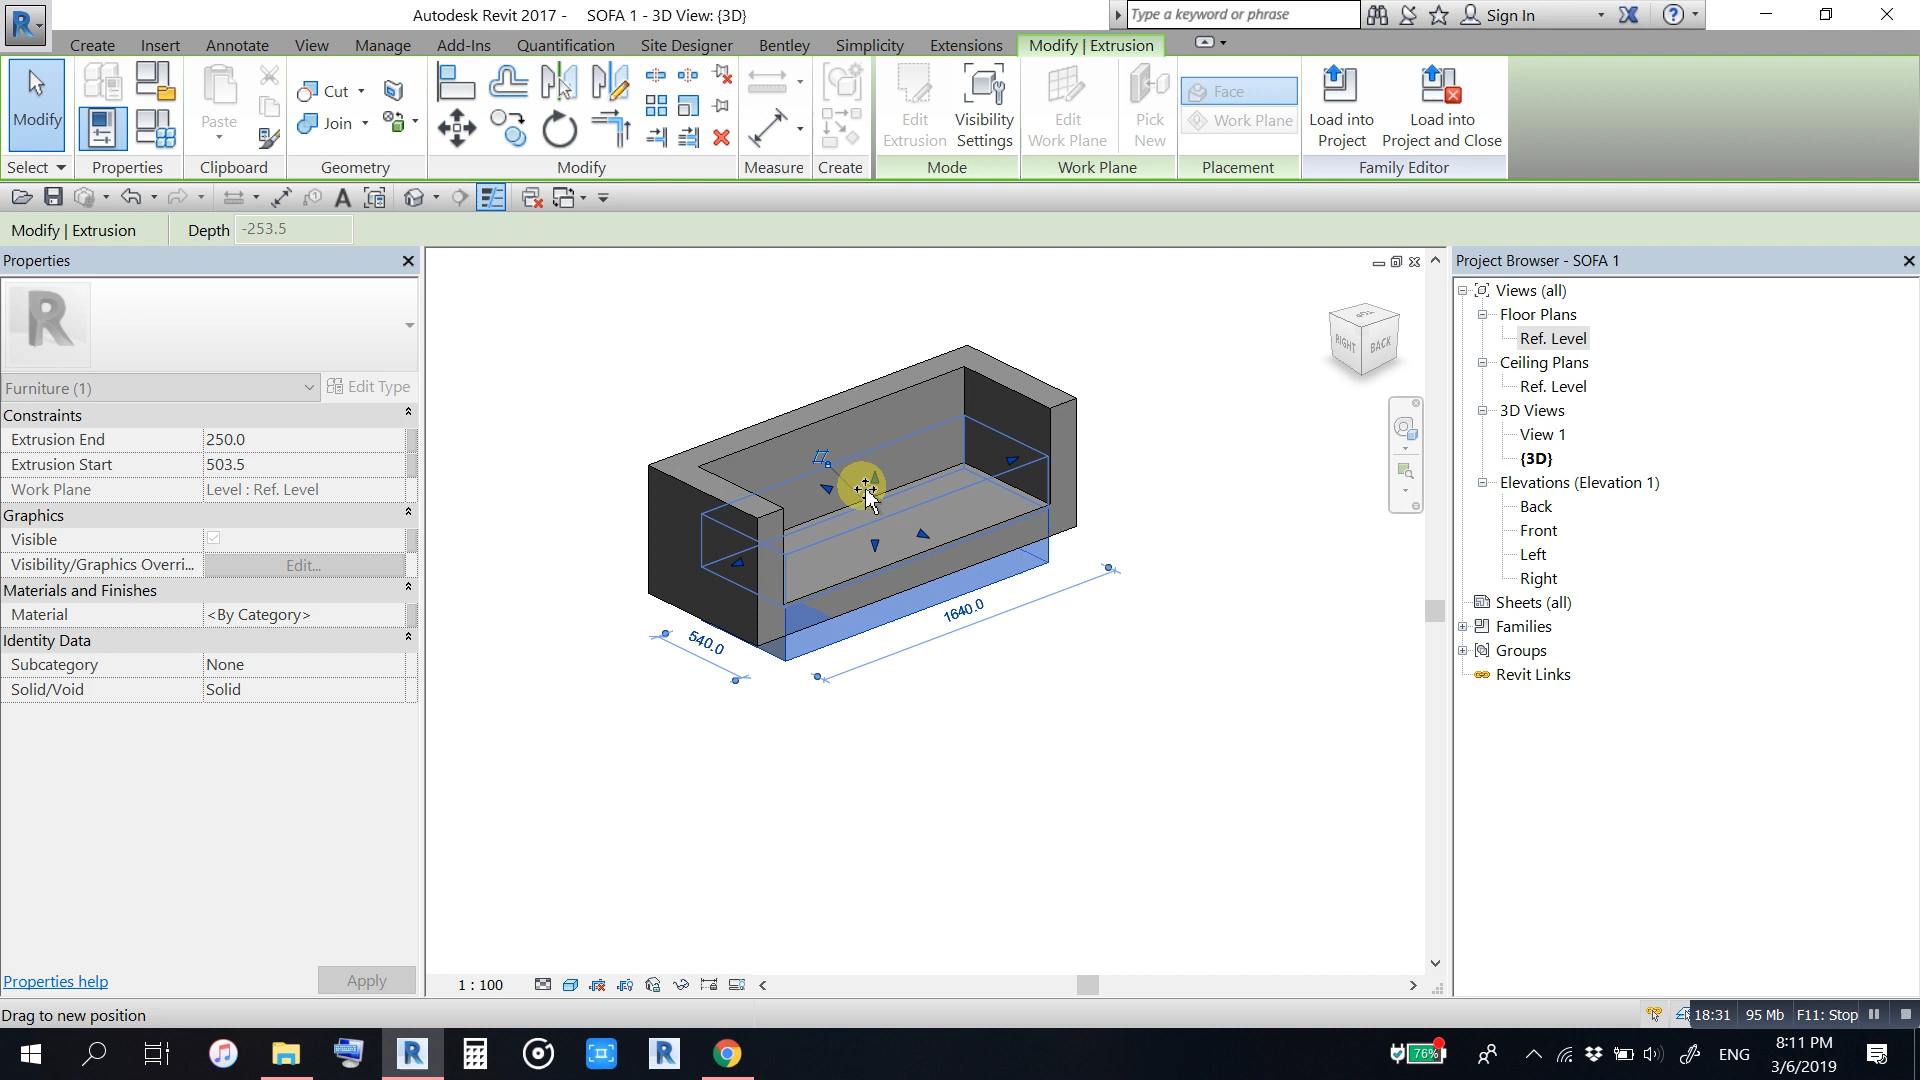 Autodesk Revit 2017 - SOFA 1 - 3D View: {3D}
Type a keyword or phrase
Sign In
Create Insert Annotate View Manage Add-Ins Quantification Site Designer Bentley Simplicity Extensions Modify | Extrusion
Modify
Paste
Cut
Join
Edit Extrusion
Visibility Settings
Edit Work Plane
Pick New
Face
Work Plane
Load into Project
Load into Project and Close
Select Properties Clipboard Geometry Modify Measure Create Mode Work Plane Placement Family Editor
Modify | Extrusion Depth -253.5
Properties
R
Furniture (1) Edit Type
Constraints
Extrusion End 250.0
Extrusion Start 503.5
Work Plane Level : Ref. Level
Graphics
Visible
Visibility/Graphics Overri... Edit...
Materials and Finishes
Material <By Category>
Identity Data
Subcategory None
Solid/Void Solid
Properties help Apply
TOP
RIGHT BACK
540.0
1640.0
1 : 100
Project Browser - SOFA 1
Views (all)
Floor Plans
Ref. Level
Ceiling Plans
Ref. Level
3D Views
View 1
{3D}
Elevations (Elevation 1)
Back
Front
Left
Right
Sheets (all)
Families
Groups
Revit Links
Drag to new position
18:31 95 Mb F11: Stop
76%
ENG
8:11 PM
3/6/2019